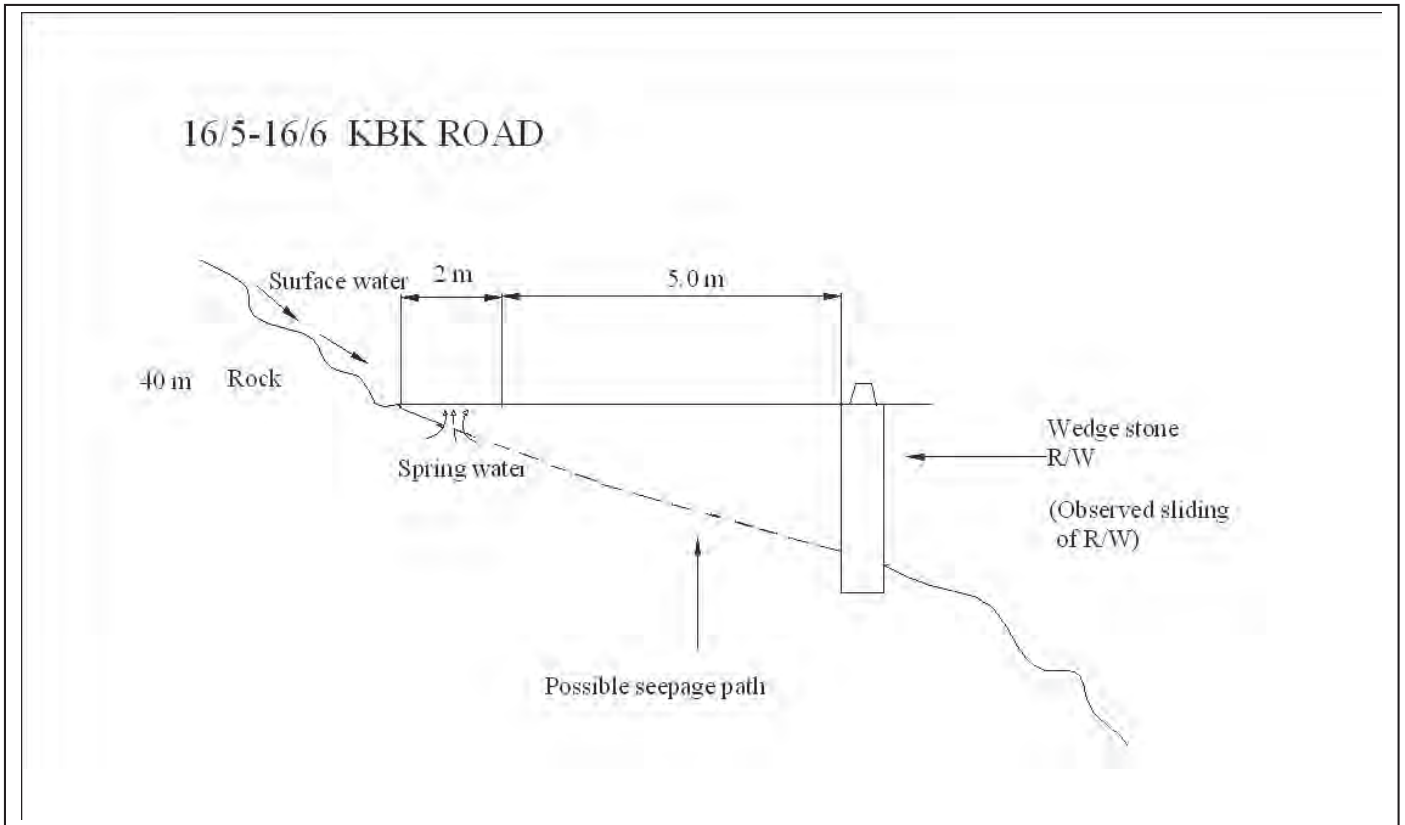 16/5-16/6 KBK ROAD
Surface water
2 m
5.0 m
40 m Rock
Spring water
Wedge stone
R/W
(Observed sliding
of R/W)
Possible seepage path